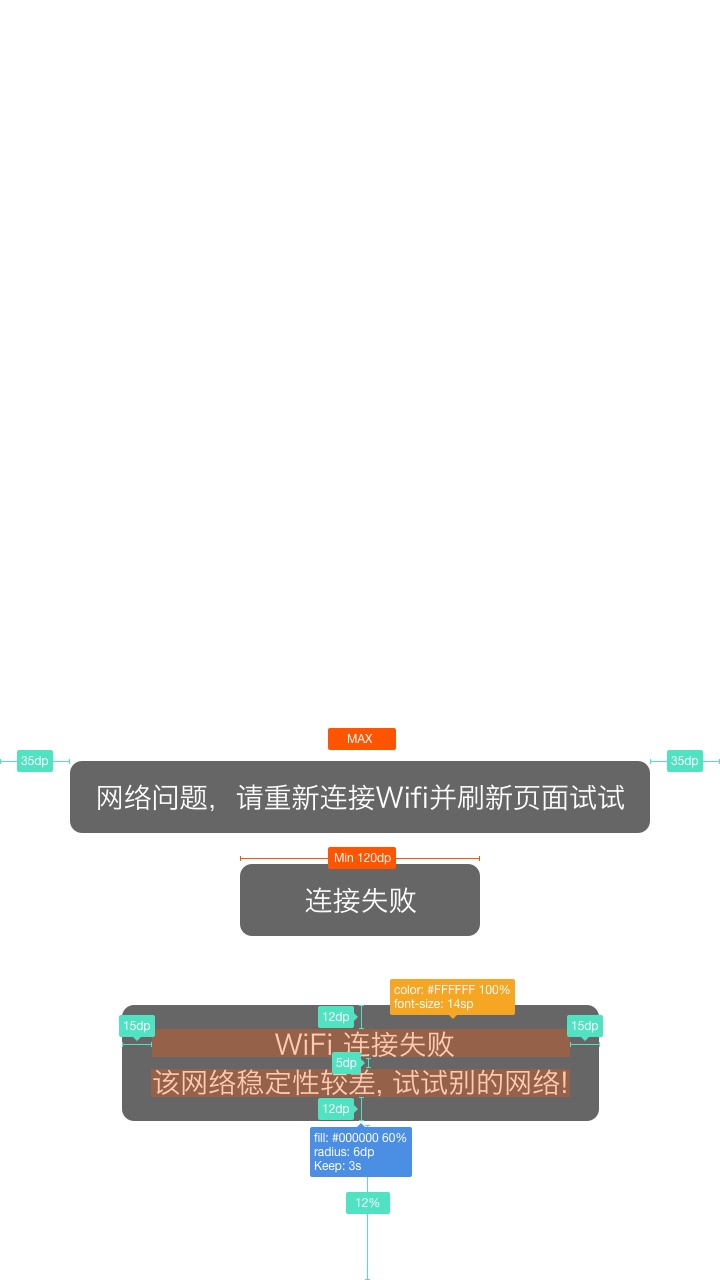 MAX
35dp
35dp
网络问题，请重新连接Wifi并刷新页面试试
Min 120dp
连接失败
color: #FFFFFF 100%
font-size: 14sp
12dp
15dp
15dp
WiFi 连接失败
5dp
该网络稳定性较差, 试试别的网络!
12dp
fill: #000000 60%
radius: 6dp
Keep: 3s
12%